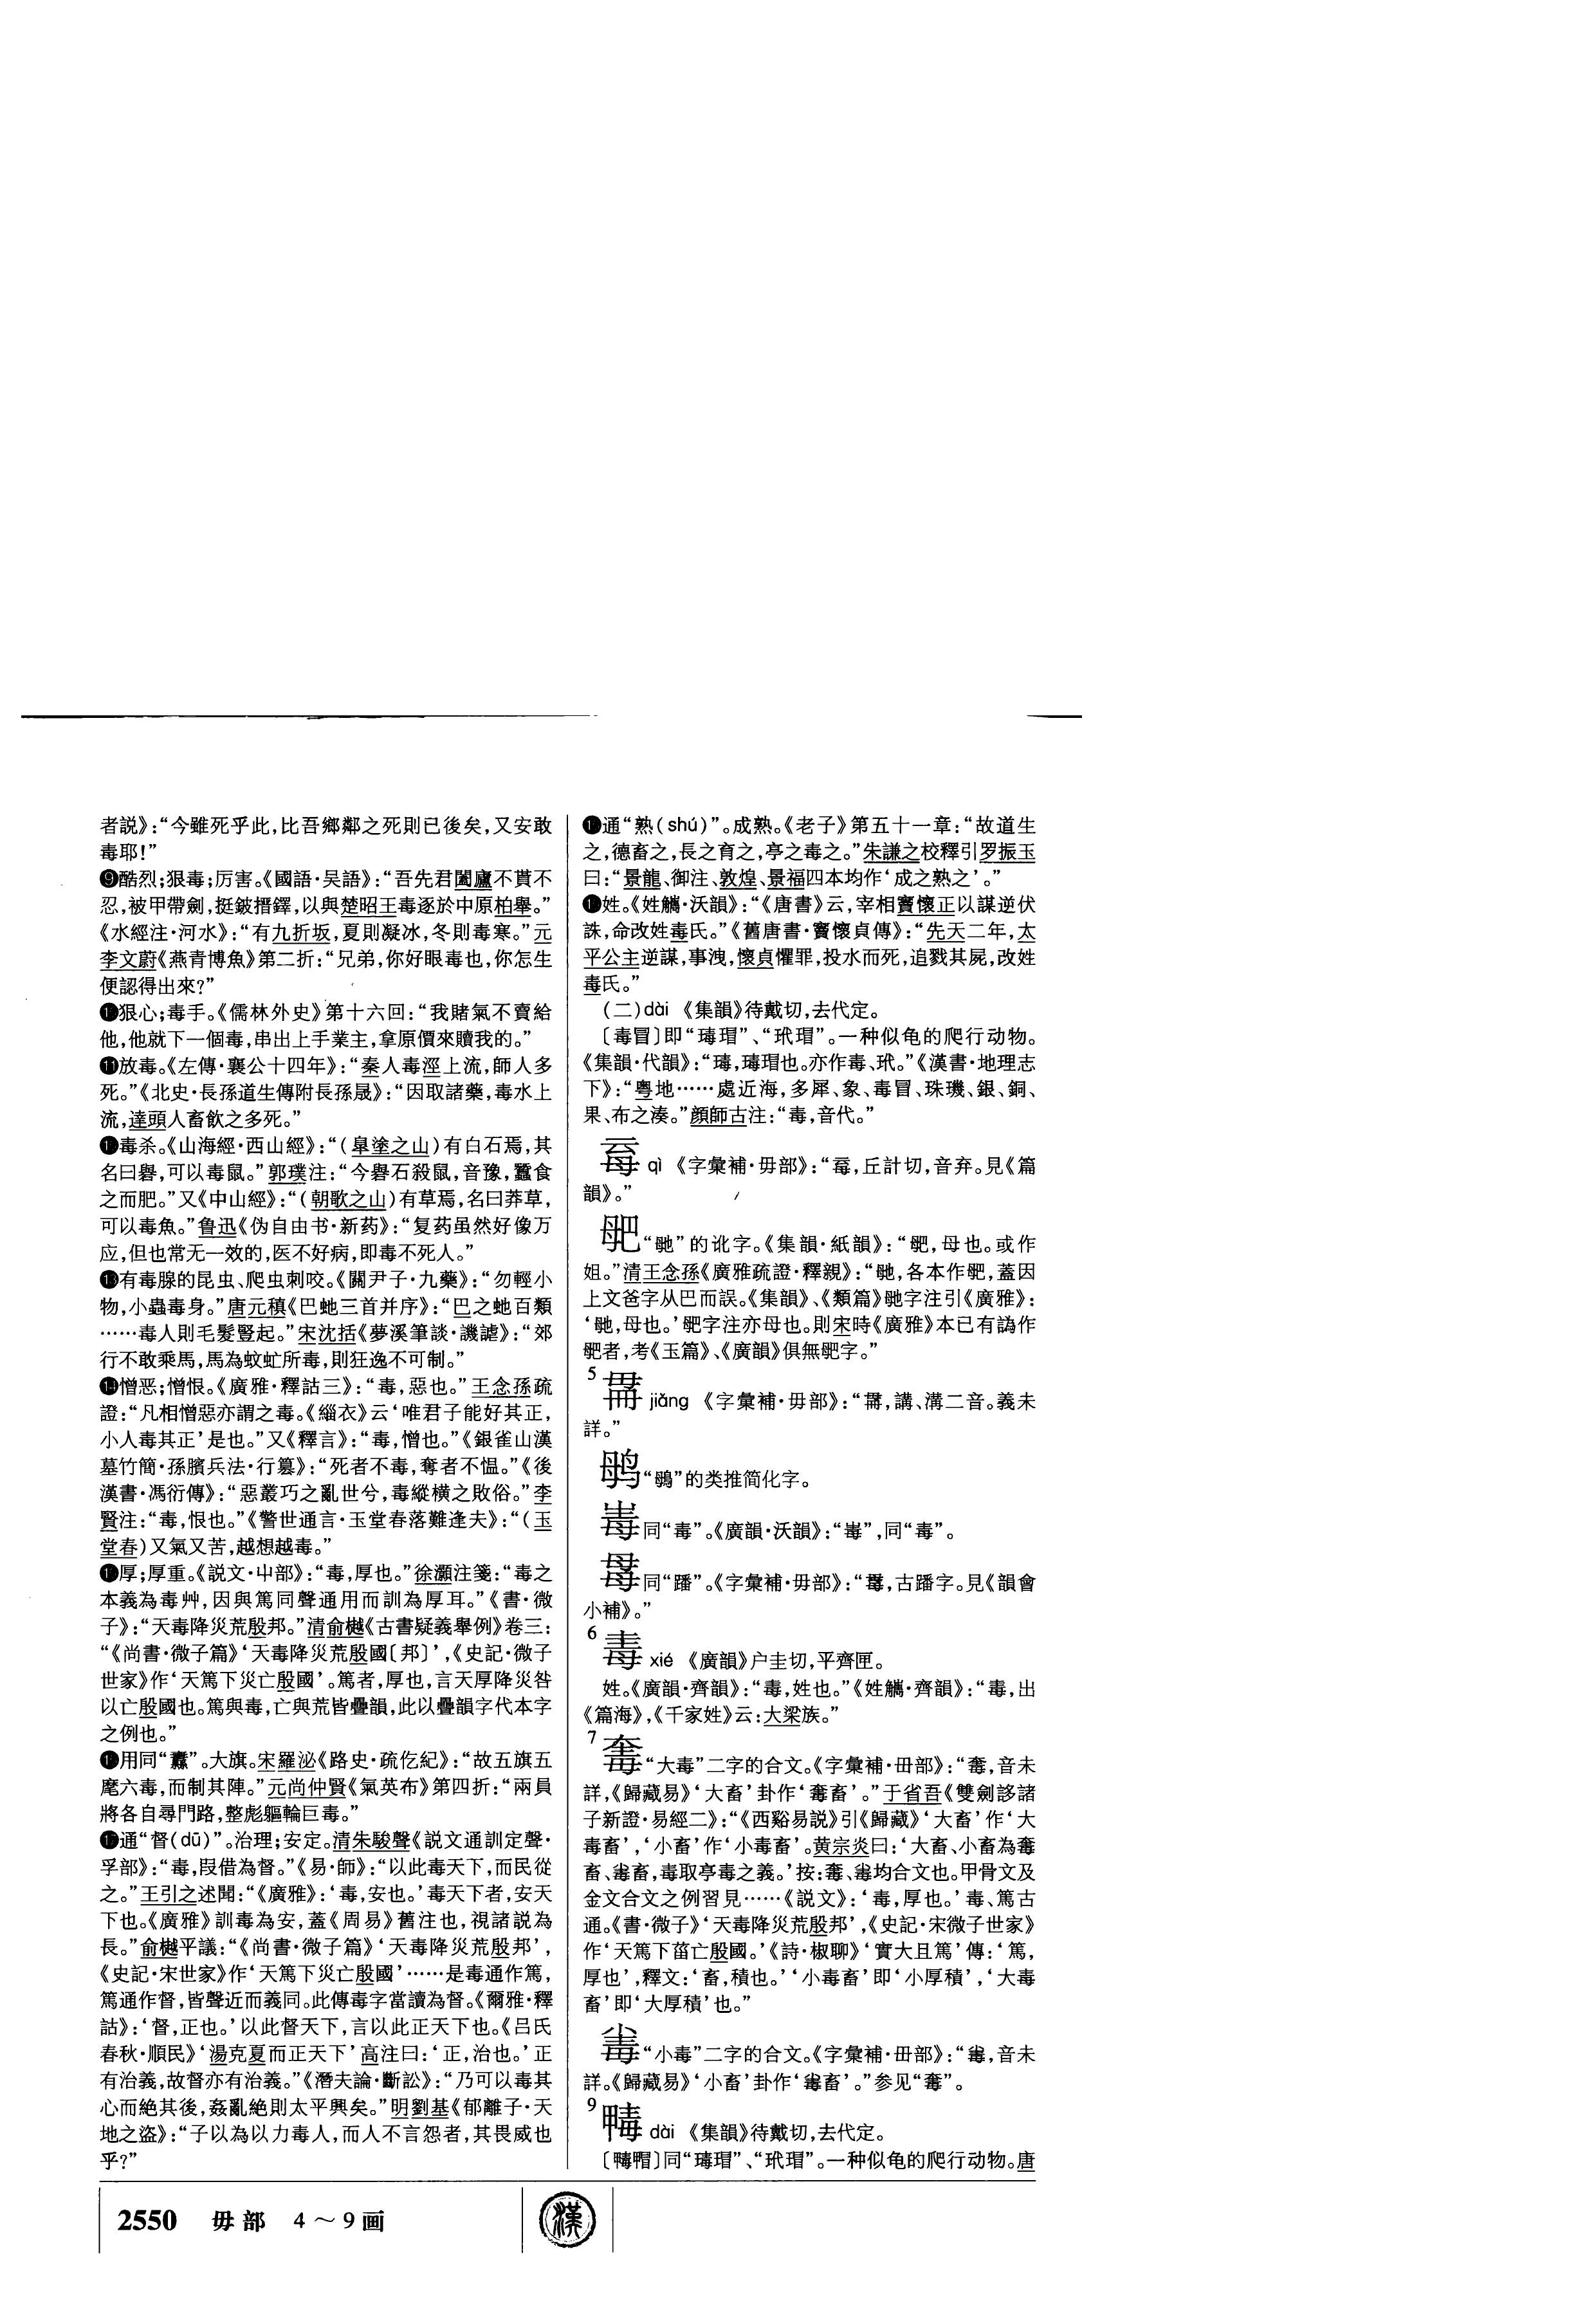 者説》：“今雖死乎此，比吾鄉鄰之死則已後矣，又安敢
毒耶！”
❾酷烈；狠毒；厉害。《國語·吴語》：“吾先君闔廬不貰不
忍，被甲帶劍，挺鈹搢鐸，以與楚昭王毒逐於中原柏舉。”
《水經注·河水》：“有九折坂，夏則凝冰，冬則毒寒。”元
李文蔚《燕青博魚》第二折：“兄弟，你好眼毒也，你怎生
便認得出來？”
狠心；毒手。《儒林外史》第十六回：“我賭氣不賣給
他，他就下一個毒，串出上手業主，拿原價來贖我的。”
⓫放毒。《左傳·襄公十四年》：“秦人毒涇上流，師人多
死。”《北史·長孫道生傳附長孫晟》：“因取諸藥，毒水上
流，達頭人畜飲之多死。”
毒杀。《山海經·西山經》：“（皋塗之山）有白石焉，其
名曰礜，可以毒鼠。”郭璞注：“今礜石殺鼠，音豫，蠶食
之而肥。”又《中山經》：“（朝歌之山）有草焉，名曰莽草，
可以毒魚。”鲁迅《伪自由书·新药》：“复药虽然好像万
应，但也常无一效的，医不好病，即毒不死人。”
⓭有毒腺的昆虫、爬虫刺咬。《關尹子·九藥》：“勿輕小
物，小蟲毒身。”唐元稹《巴虵三首并序》：“巴之虵百類
……毒人則毛髮豎起。”宋沈括《夢溪筆談·譏謔》：“郊
行不敢乘馬，馬為蚊虻所毒，則狂逸不可制。”
⓮憎恶；憎恨。《廣雅·釋詁三》：“毒，惡也。”王念孫疏
證：“凡相憎惡亦謂之毒。《緇衣》云‘唯君子能好其正，
小人毒其正’是也。”又《釋言》：“毒，憎也。”《銀雀山漢
墓竹簡·孫臏兵法·行篡》：“死者不毒，奪者不愠。”《後
漢書·馮衍傳》：“惡叢巧之亂世兮，毒縱横之敗俗。”李
賢注：“毒，恨也。”《警世通言·玉堂春落難逢夫》：“（玉
堂春）又氣又苦，越想越毒。”
厚；厚重。《説文·屮部》：“毒，厚也。”徐灝注箋：“毒之
本義為毒艸，因與篤同聲通用而訓為厚耳。”《書·微
子》：“天毒降災荒殷邦。”清俞樾《古書疑義舉例》卷三：
“《尚書·微子篇》‘天毒降災荒殷國〔邦〕’，《史記·微子
世家》作‘天篤下災亡殷國’。篤者，厚也，言天厚降災咎
以亡殷國也。篤與毒，亡與荒皆疊韻，此以疊韻字代本字
之例也。”
用同“纛”。大旗。宋羅泌《路史·疏仡紀》：“故五旗五
麾六毒，而制其陣。”元尚仲賢《氣英布》第四折：“兩員
將各自尋門路，整彪軀輪巨毒。”
通“督（dū）”。治理；安定。清朱駿聲《説文通訓定聲·
孚部》：“毒，叚借為督。”《易·師》：“以此毒天下，而民從
之。”王引之述聞：“《廣雅》：‘毒，安也。’毒天下者，安天
下也。《廣雅》訓毒為安，蓋《周易》舊注也，視諸説為
長。”俞樾平議：“《尚書·微子篇》‘天毒降災荒殷邦’，
《史記·宋世家》作‘天篤下災亡殷國’……是毒通作篤，
篤通作督，皆聲近而義同。此傳毒字當讀為督。《爾雅·釋
詁》：‘督，正也。’以此督天下，言以此正天下也。《吕氏
春秋·順民》‘湯克夏而正天下’高注曰：‘正，治也。’正
有治義，故督亦有治義。”《潛夫論·斷訟》：“乃可以毒其
心而絶其後，姦亂絶則太平興矣。”明劉基《郁離子·天
地之盜》：“子以為以力毒人，而人不言怨者，其畏威也
乎？”
通“熟（shú）”。成熟。《老子》第五十一章：“故道生
之，德畜之，長之育之，亭之毒之。”朱謙之校釋引罗振玉
曰：“景龍、御注、敦煌、景福四本均作‘成之熟之’。”
姓。《姓觿·沃韻》：“《唐書》云，宰相竇懷正以謀逆伏
誅，命改姓毒氏。”《舊唐書·竇懷貞傳》：“先天二年，太
平公主逆謀，事洩，懷貞懼罪，投水而死，追戮其屍，改姓
毒氏。”
（二）dài 《集韻》待戴切，去代定。
〔毒冒〕即“瑇瑁”、“玳瑁”。一种似龟的爬行动物。
《集韻·代韻》：“瑇，瑇瑁也。亦作毒、玳。”《漢書·地理志
下》：“粤地……處近海，多犀、象、毒冒、珠璣、銀、銅、
果、布之湊。”顔師古注：“毒，音代。”
qì 《字彙補·毋部》：“，丘計切，音弃。見《篇
韻》。”
“毑”的讹字。《集韻·紙韻》：“，母也。或作
姐。”清王念孫《廣雅疏證·釋親》：“毑，各本作，蓋因
上文爸字从巴而誤。《集韻》、《類篇》毑字注引《廣雅》：
‘毑，母也。’字注亦母也。則宋時《廣雅》本已有譌作
者，考《玉篇》、《廣韻》俱無字。”
5 jiǎng 《字彙補·毋部》：“，講、溝二音。義未
詳。”
“鴟”的类推简化字。
同“毒”。《廣韻·沃韻》：“”，同“毒”。
同“蹯”。《字彙補·毋部》：“，古蹯字。見《韻會
小補》。”
6 xié 《廣韻》户圭切，平齊匣。
姓。《廣韻·齊韻》：“，姓也。”《姓觿·齊韻》：“，出
《篇海》，《千家姓》云：大梁族。”
7 “大毒”二字的合文。《字彙補·毌部》：“，音未
詳，《歸藏易》‘大畜’卦作‘畜’。”于省吾《雙劍誃諸
子新證·易經二》：“《西谿易説》引《歸藏》‘大畜’作‘大
毒畜’，‘小畜’作‘小毒畜’。黄宗炎曰：‘大畜、小畜為
畜、畜，毒取亭毒之義。’按：、均合文也。甲骨文及
金文合文之例習見……《説文》：‘毒，厚也。’毒、篤古
通。《書·微子》‘天毒降災荒殷邦’，《史記·宋微子世家》
作‘天篤下菑亡殷國。’《詩·椒聊》‘實大且篤’傳：‘篤，
厚也’，釋文：‘畜，積也。’‘小毒畜’即‘小厚積’，‘大毒
畜’即‘大厚積’也。”
“小毒”二字的合文。《字彙補·毌部》：“，音未
詳。《歸藏易》‘小畜’卦作‘畜’。”参见“”。
9 dài 《集韻》待戴切，去代定。
〔〕同“瑇瑁”、“玳瑁”。一种似龟的爬行动物。唐
2550 毋部 4～9画
漢